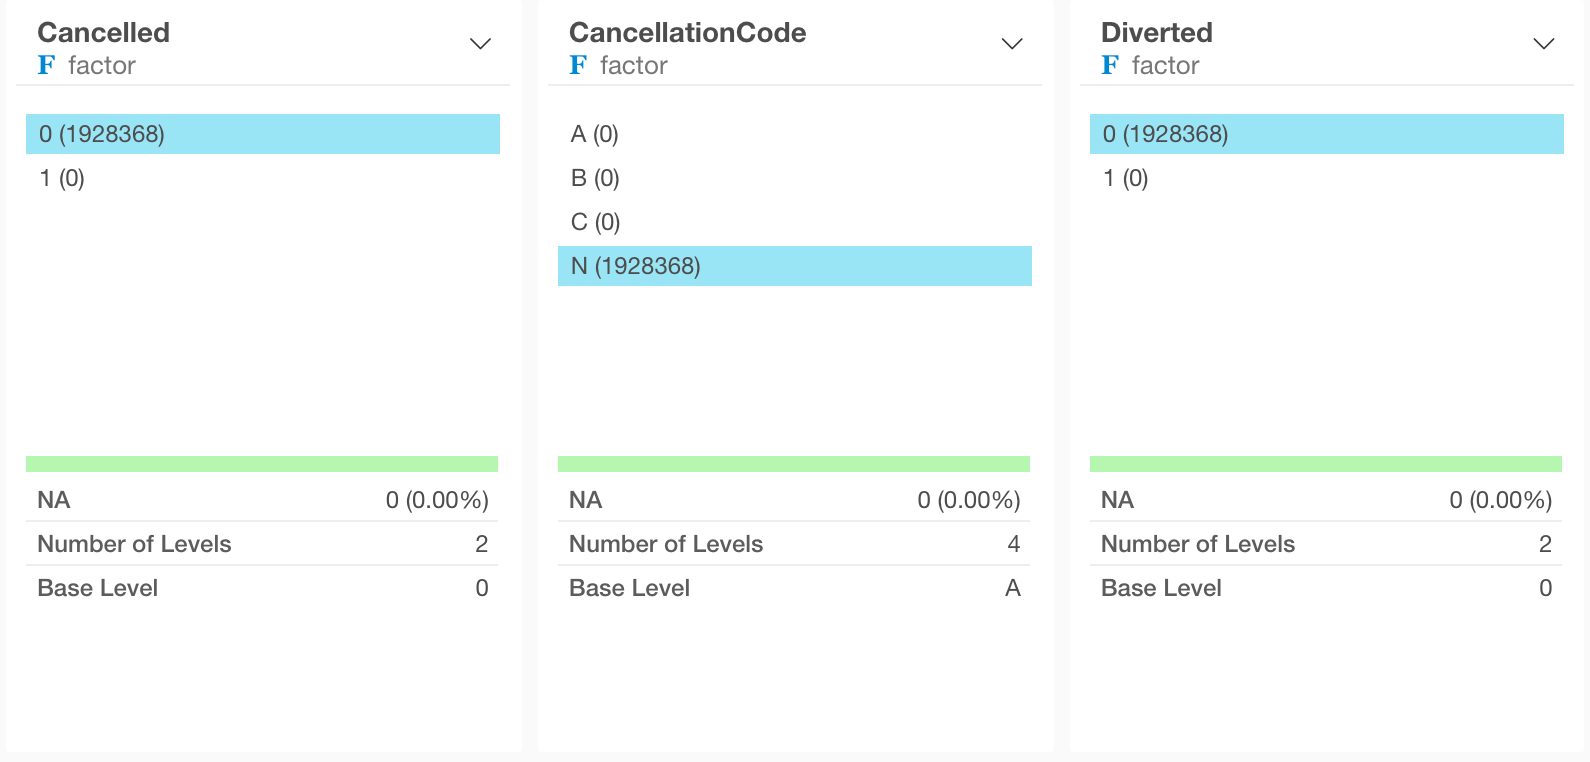 Cancelled
F factor
0 (1928368)
1 (0)
NA 0 (0.00%)
Number of Levels 2
Base Level 0
CancellationCode
F factor
A (0)
B (0)
C (0)
N (1928368)
NA 0 (0.00%)
Number of Levels 4
Base Level A
Diverted
F factor
0 (1928368)
1 (0)
NA 0 (0.00%)
Number of Levels 2
Base Level 0